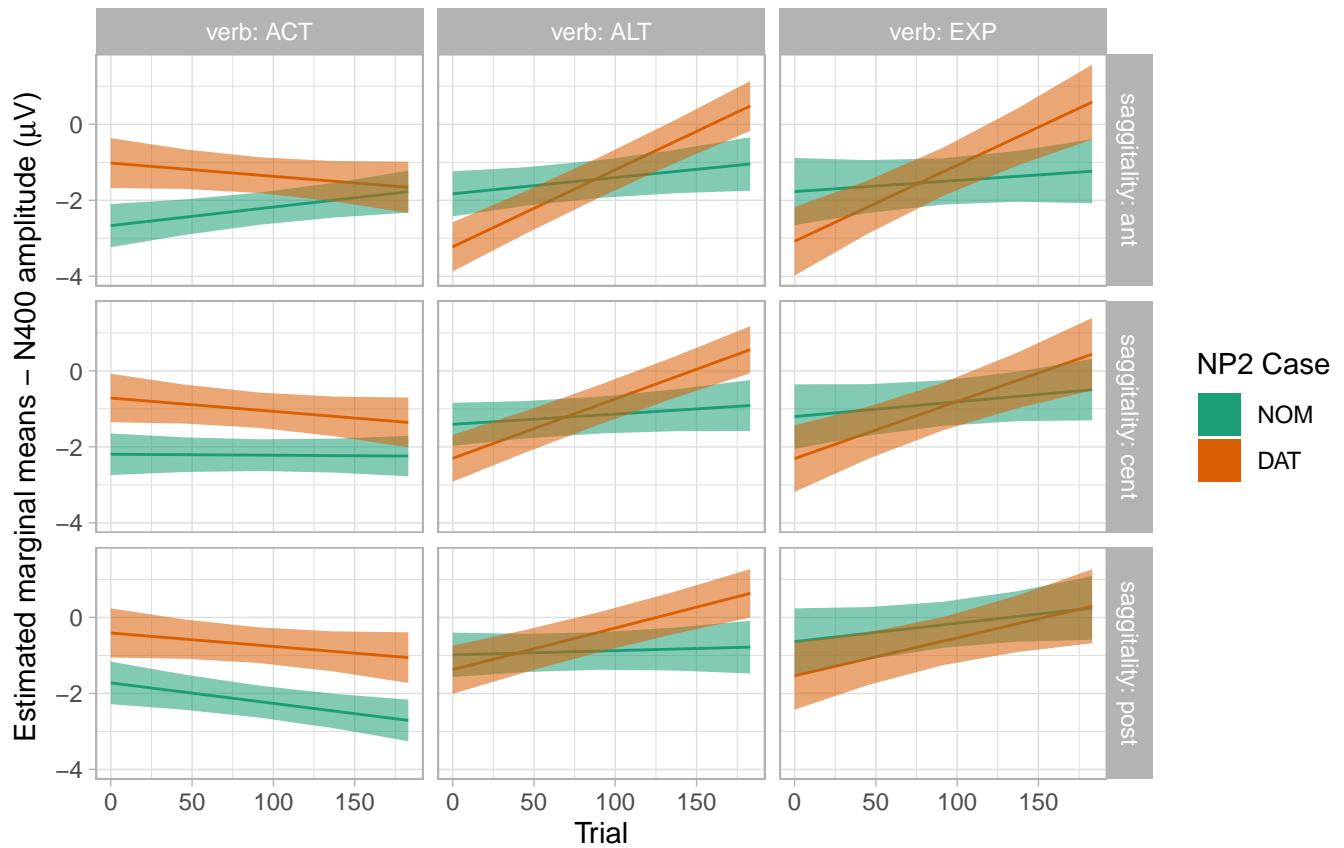 verb: ACT
verb: ALT
verb: EXP
Estimated marginal means − N400 amplitude (μV)
0
−2
−4
saggitality: ant
0
−2
−4
saggitality: cent
0
−2
−4
saggitality: post
0 50 100 150
0 50 100 150
0 50 100 150
Trial
NP2 Case
NOM
DAT